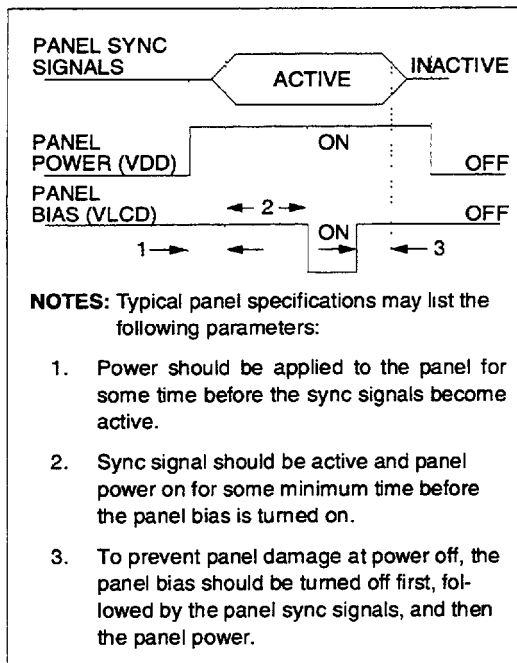 PANEL SYNC
SIGNALS
ACTIVE
INACTIVE
PANEL
POWER (VDD)
ON
OFF
PANEL
BIAS (VLCD)
2
ON
OFF
1
3
NOTES: Typical panel specifications may list the
following parameters:
1. Power should be applied to the panel for
some time before the sync signals become
active.
2. Sync signal should be active and panel
power on for some minimum time before
the panel bias is turned on.
3. To prevent panel damage at power off, the
panel bias should be turned off first, fol-
lowed by the panel sync signals, and then
the panel power.